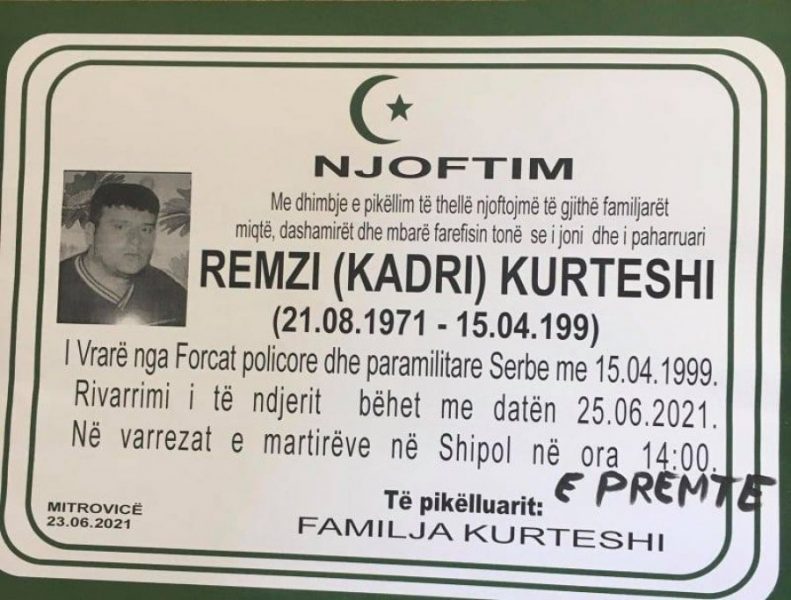 NJOFTIM
Me dhimbje e pikëllim të thellë njoftojmë të gjithë familjarët
miqtë, dashamirët dhe mbarë farefisin tonë se i joni dhe i paharruari
REMZI (KADRI) KURTESHI
(21.08.1971 - 15.04.199)
I Vrarë nga Forcat policore dhe paramilitare Serbe me 15.04.1999.
Rivarrimi i të ndjerit bëhet me datën 25.06.2021.
Në varrezat e martirëve në Shipol në ora 14:00.
E PREMTE
Të pikëlluarit:
FAMILJA KURTESHI
MITROVICË
23.06.2021